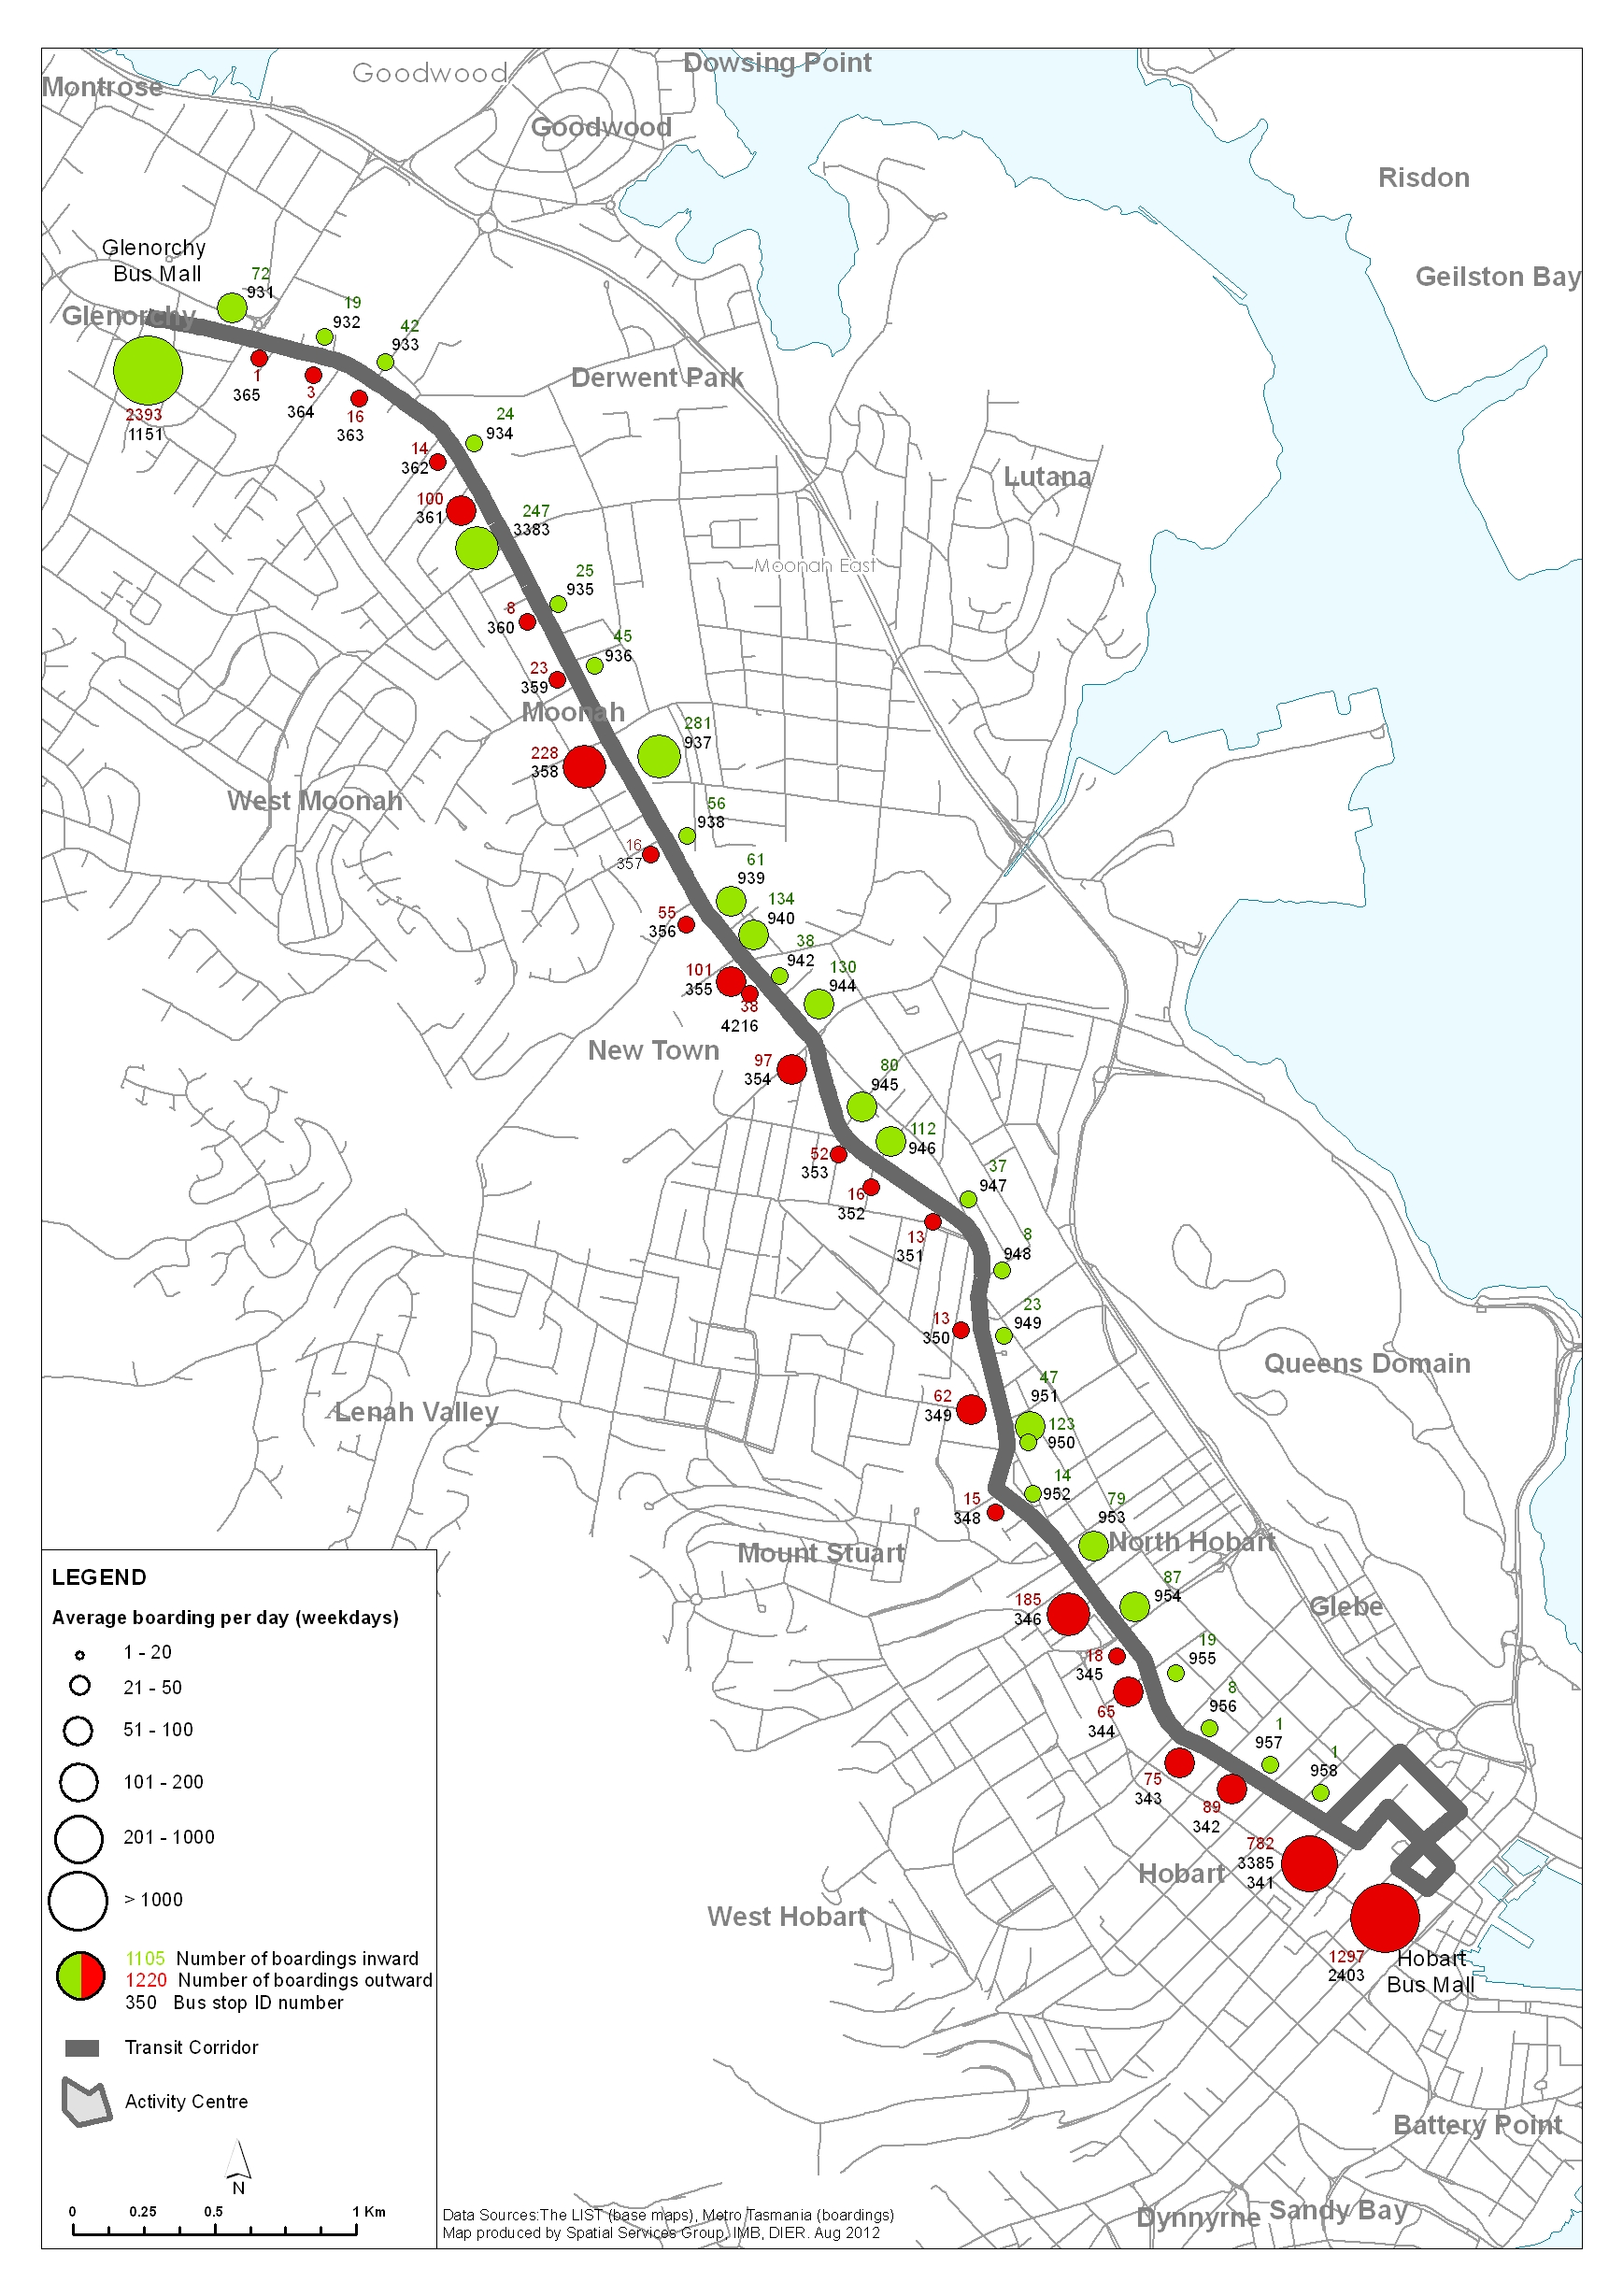 Dowsing Point
Goodwood
Montrose
Goodwood
Risdon
Glenorchy
Bus Mall
Geilston Bay
72
931
19
932
Glenorchy
42
933
1
365
3
364
16
363
Derwent Park
2393
1151
24
934
14
362
Lutana
100
361
247
3383
Moonah East
25
935
8
360
45
936
23
359
Moonah
281
937
228
358
West Moonah
56
938
16
357
61
939
134
940
55
356
38
942
101
355
130
944
38
4216
New Town
97
354
80
945
112
946
52
353
37
947
16
352
13
351
8
948
23
949
13
350
Queens Domain
47
951
62
349
123
950
Lenah Valley
14
952
15
348
79
953
North Hobart
Mount Stuart
87
954
185
346
Glebe
19
955
18
345
8
956
65
344
1
957
1
958
75
343
89
342
782
3385
341
Hobart
West Hobart
1297
2403
Hobart
Bus Mall
Battery Point
Dynnyrne
Sandy Bay
LEGEND
Average boarding per day (weekdays)
1 - 20
21 - 50
51 - 100
101 - 200
201 - 1000
> 1000
1105 Number of boardings inward
1220 Number of boardings outward
350 Bus stop ID number
Transit Corridor
Activity Centre
N
0 0.25 0.5 1 Km
Data Sources:The LIST (base maps), Metro Tasmania (boardings)
Map produced by Spatial Services Group, IMB, DIER. Aug 2012